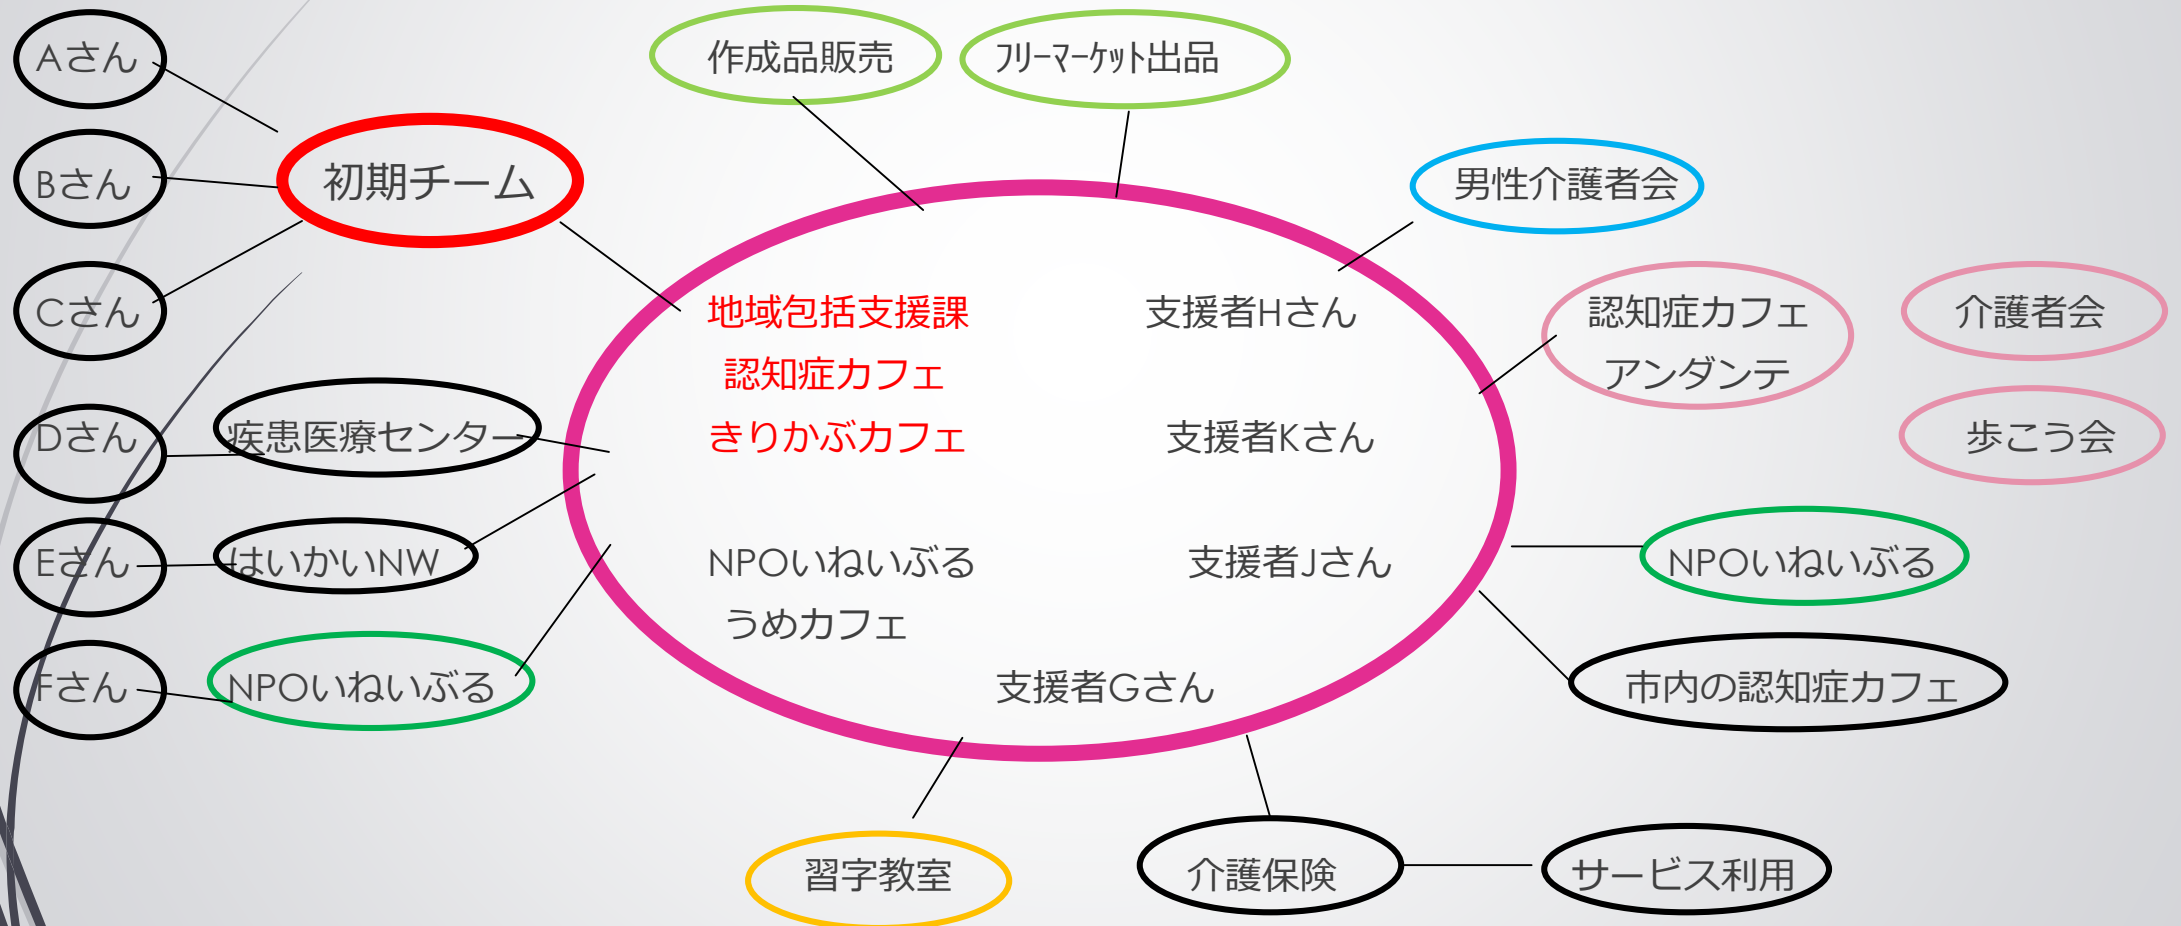 Aさん
作成品販売
ﾌﾘｰﾏｰｹｯﾄ出品
Bさん
初期チーム
男性介護者会
Cさん
地域包括支援課
認知症カフェ
きりかぶカフェ
支援者Hさん
認知症カフェ
アンダンテ
介護者会
Dさん
疾患医療センター
支援者Kさん
歩こう会
Eさん
はいかいNW
NPOいねいぶる
うめカフェ
支援者Jさん
NPOいねいぶる
Fさん
NPOいねいぶる
支援者Gさん
市内の認知症カフェ
習字教室
介護保険
サービス利用